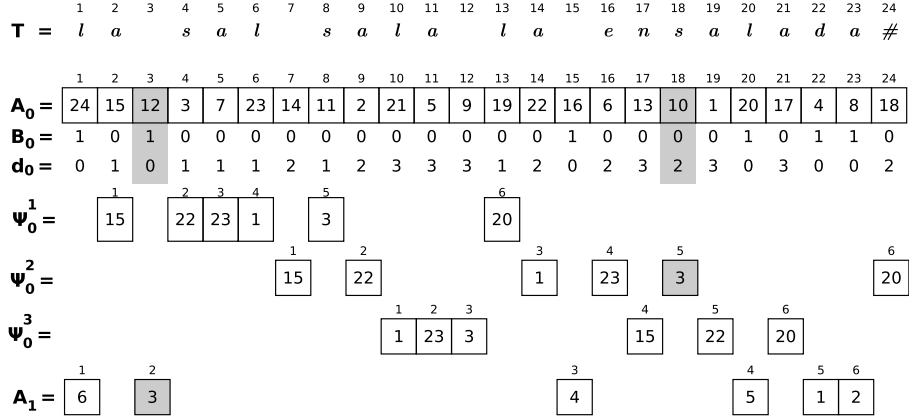 1 2 3 4 5 6 7 8 9 10 11 12 13 14 15 16 17 18 19 20 21 22 23 24
T = l a s a l s a l a l a e n s a l a d a #
1 2 3 4 5 6 7 8 9 10 11 12 13 14 15 16 17 18 19 20 21 22 23 24
A0 = 24 15 12 3 7 23 14 11 2 21 5 9 19 22 16 6 13 10 1 20 17 4 8 18
B0 = 1 0 1 0 0 0 0 0 0 0 0 0 0 0 1 0 0 0 0 1 0 1 1 0
d0 = 0 1 0 1 1 1 2 1 2 3 3 3 1 2 0 2 3 2 3 0 3 0 0 2
1 2 3 4 5 6
Ψ0^1 = 15 22 23 1 3 20
1 2 3 4 5 6
Ψ0^2 = 15 22 1 23 3 20
1 2 3 4 5 6
Ψ0^3 = 1 23 3 15 22 20
1 2 3 4 5 6
A1 = 6 3 4 5 1 2